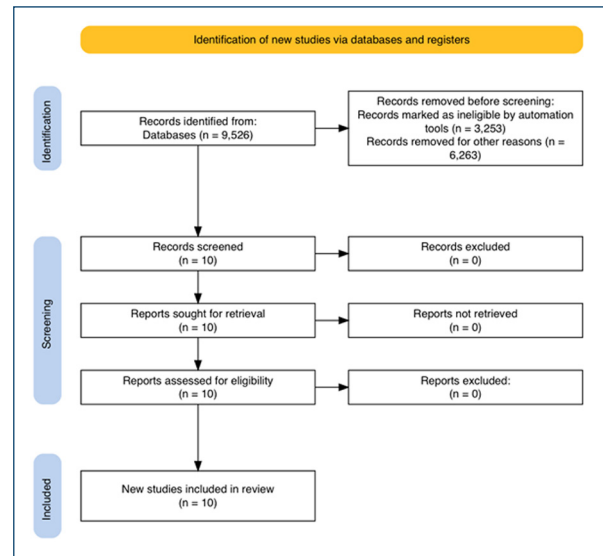 Identification of new studies via databases and registers
Identification
Records identified from:
Databases (n = 9,526)
Records removed before screening:
Records marked as ineligible by automation
tools (n = 3,253)
Records removed for other reasons (n =
6,263)
Screening
Records screened
(n = 10)
Records excluded
(n = 0)
Reports sought for retrieval
(n = 10)
Reports not retrieved
(n = 0)
Reports assessed for eligibility
(n = 10)
Reports excluded:
(n = 0)
Included
New studies included in review
(n = 10)